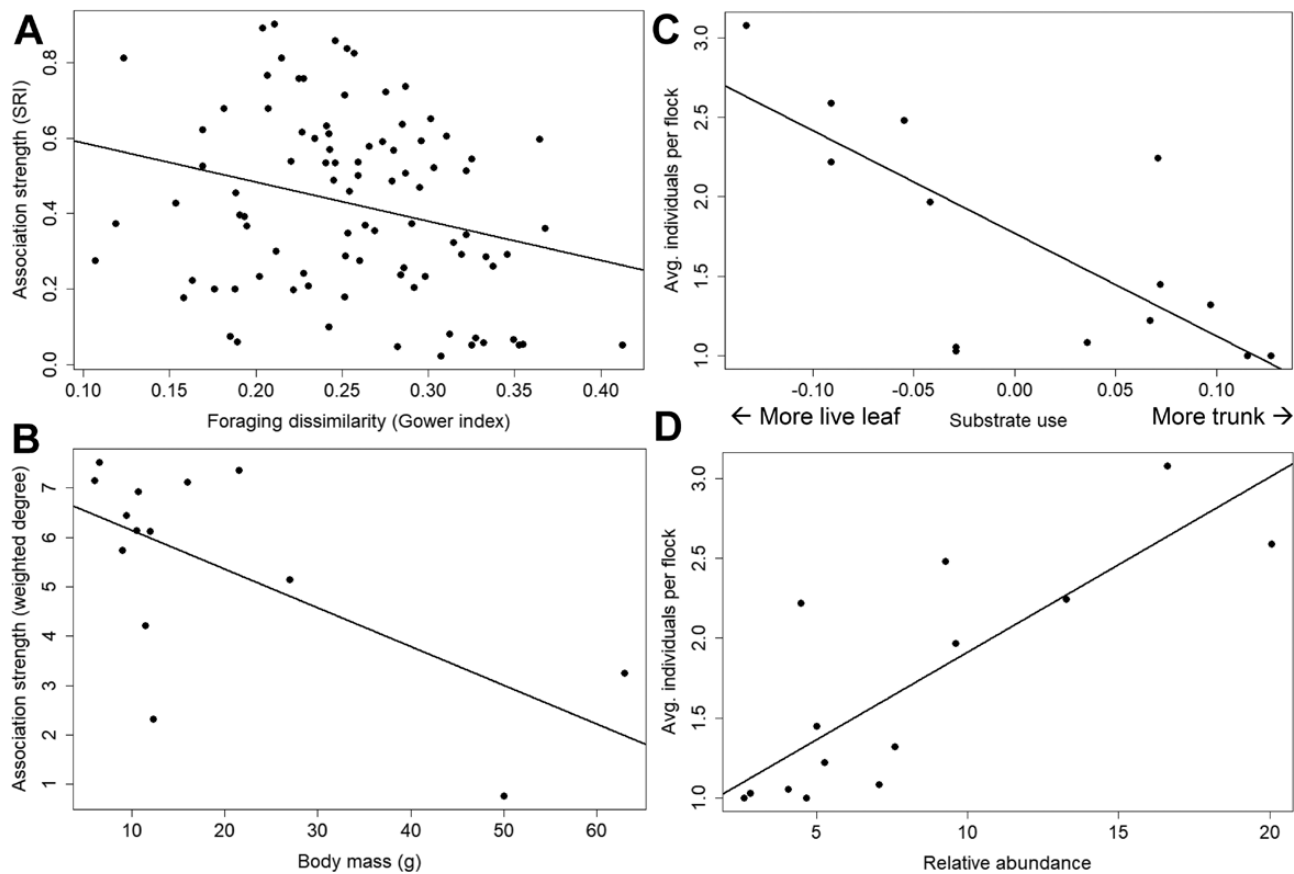 A
Association strength (SRI)
0.0 0.2 0.4 0.6 0.8
0.10 0.15 0.20 0.25 0.30 0.35 0.40
Foraging dissimilarity (Gower index)
B
Association strength (weighted degree)
1 2 3 4 5 6 7
10 20 30 40 50 60
Body mass (g)
C
Avg. individuals per flock
1.0 1.5 2.0 2.5 3.0
-0.10 -0.05 0.00 0.05 0.10
← More live leaf Substrate use More trunk →
D
Avg. individuals per flock
1.0 1.5 2.0 2.5 3.0
5 10 15 20
Relative abundance